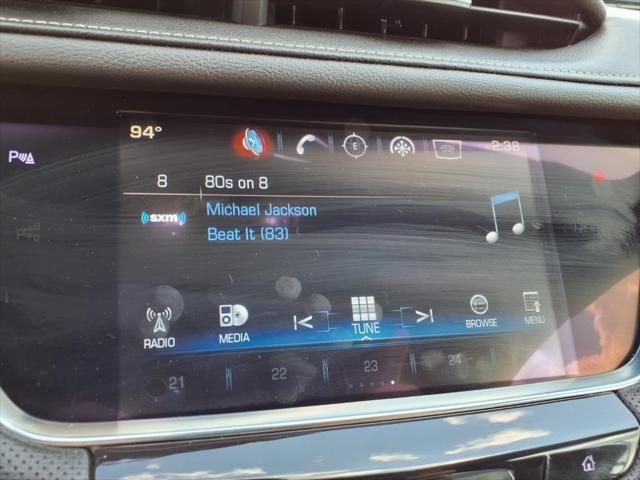 94°
E
2:38
P
8 80s on 8
sxm
Michael Jackson
Beat It (83)
RADIO MEDIA TUNE BROWSE MENU
21 22 23 24